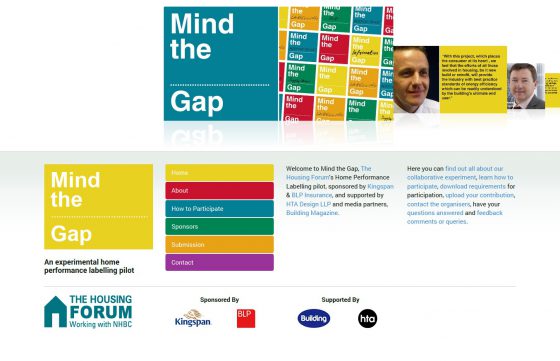 Mind
the
Gap
Mind
the
Gap
Information
"With this project, which places
the consumer at its heart, we
feel that the efforts of all those
involved in housing, be it new
build or retrofit, will provide
the industry with best practice
standards on energy efficiency
which can be readily understood
by the building's ultimate end
user."
Mind
the
Gap
An experimental home
performance labelling pilot
Home
About
How to Participate
Sponsors
Submission
Contact
Welcome to Mind the Gap, The
Housing Forum's Home Performance
Labelling pilot, sponsored by Kingspan
& BLP Insurance, and supported by
HTA Design LLP and media partners,
Building Magazine.
Here you can find out all about our
collaborative experiment, learn how to
participate, download requirements for
participation, upload your contribution,
contact the organisers, have your
questions answered and feedback
comments or queries.
THE HOUSING
FORUM
Working with NHBC
Sponsored By
Kingspan
BLP
Supported By
Building
hta